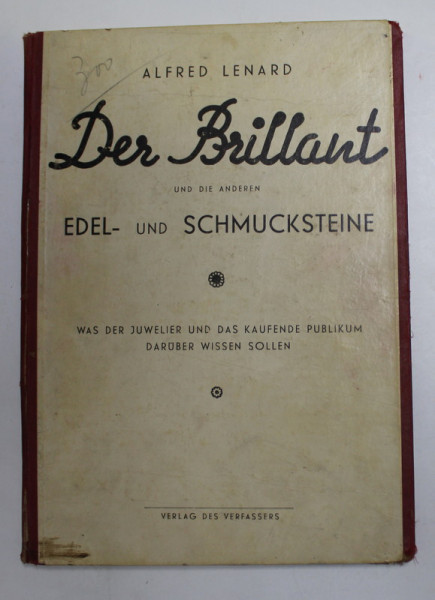 300
ALFRED LENARD
Der Brillant
UND DIE ANDEREN
EDEL- UND SCHMUCKSTEINE
WAS DER JUWELIER UND DAS KAUFENDE PUBLIKUM
DARÜBER WISSEN SOLLEN
VERLAG DES VERFASSERS